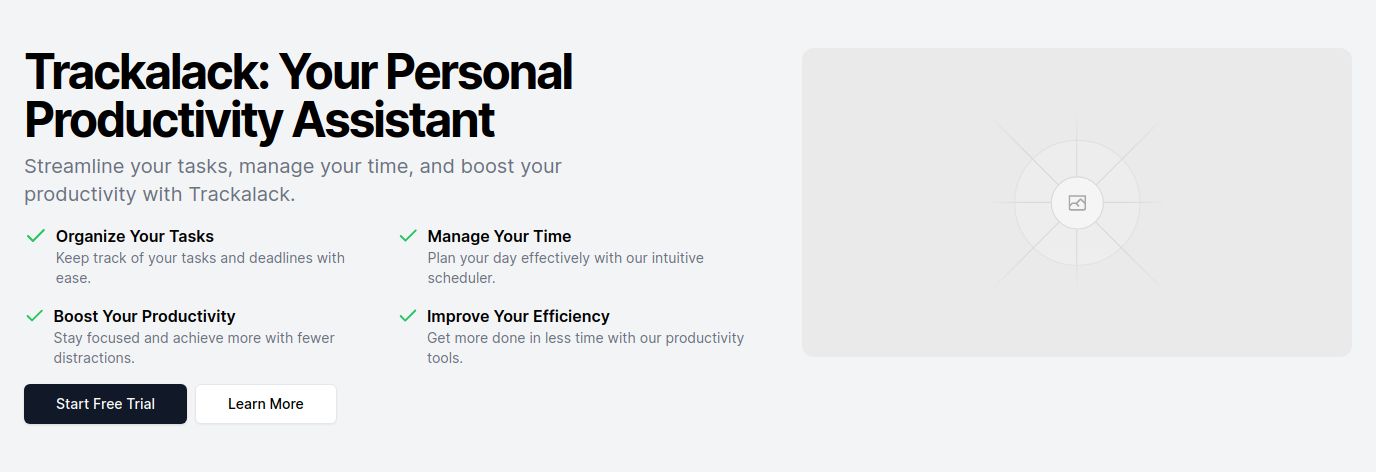 Trackalack: Your Personal
Productivity Assistant
Streamline your tasks, manage your time, and boost your
productivity with Trackalack.
Organize Your Tasks
Keep track of your tasks and deadlines with
ease.
Manage Your Time
Plan your day effectively with our intuitive
scheduler.
Boost Your Productivity
Stay focused and achieve more with fewer
distractions.
Improve Your Efficiency
Get more done in less time with our productivity
tools.
Start Free Trial
Learn More